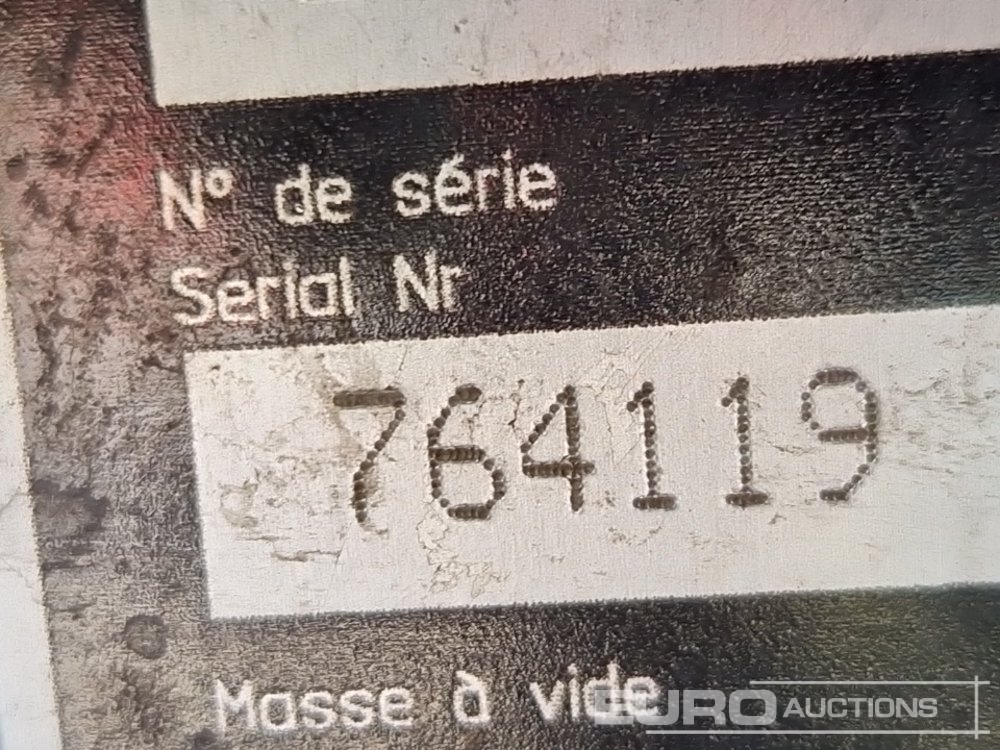 N° de série
Serial Nr
764119
Masse à vide
EURO AUCTIONS